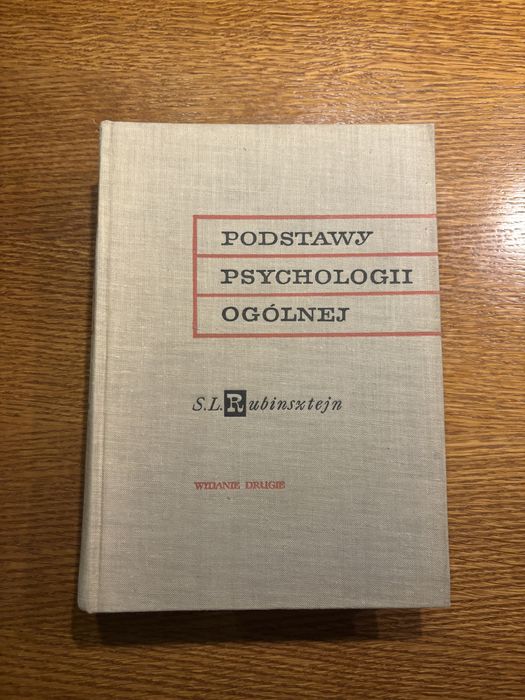 PODSTAWY
PSYCHOLOGII
OGÓLNEJ
S.L. Rubinsztejn
WYDANIE DRUGIE